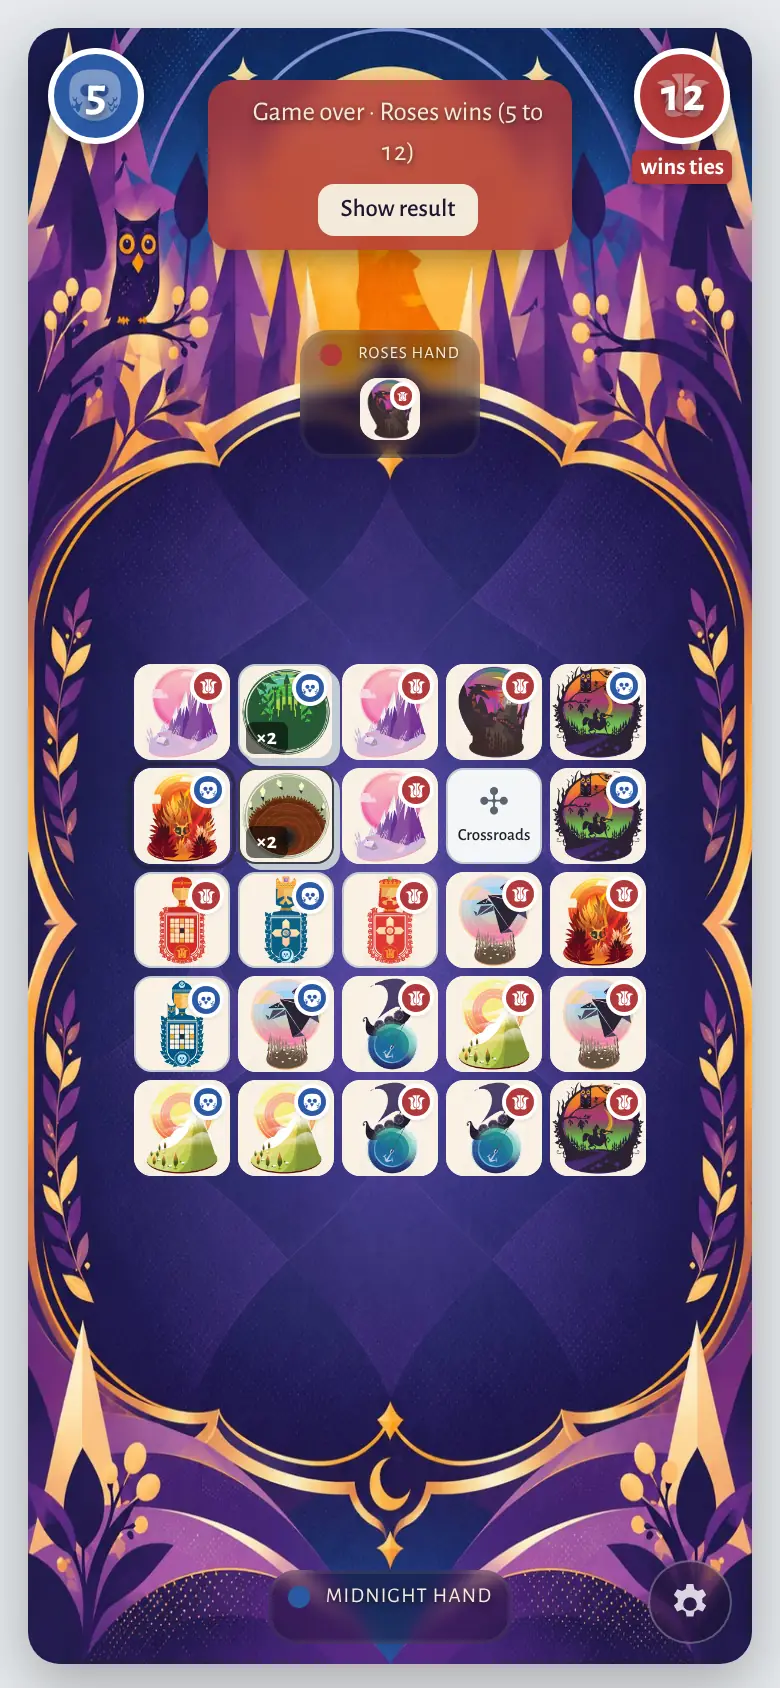 5
12
Game over · Roses wins (5 to
12)
wins ties
Show result
ROSES HAND
×2
×2
Crossroads
MIDNIGHT HAND